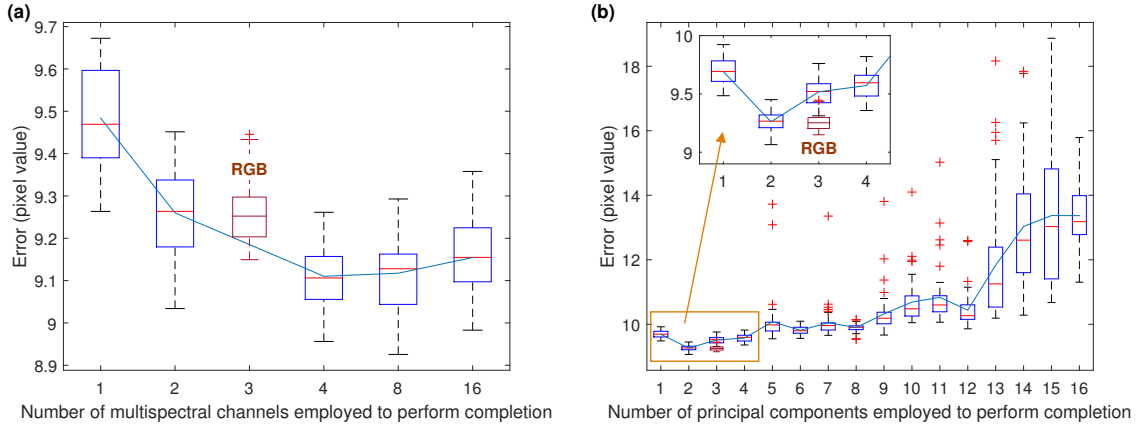 (a)
9.7
9.6
9.5
9.4
9.3
9.2
9.1
9
8.9
Error (pixel value)
RGB
1 2 3 4 8 16
Number of multispectral channels employed to perform completion
(b)
18
16
14
12
10
Error (pixel value)
10
9.5
9
RGB
1 2 3 4
1 2 3 4 5 6 7 8 9 10 11 12 13 14 15 16
Number of principal components employed to perform completion